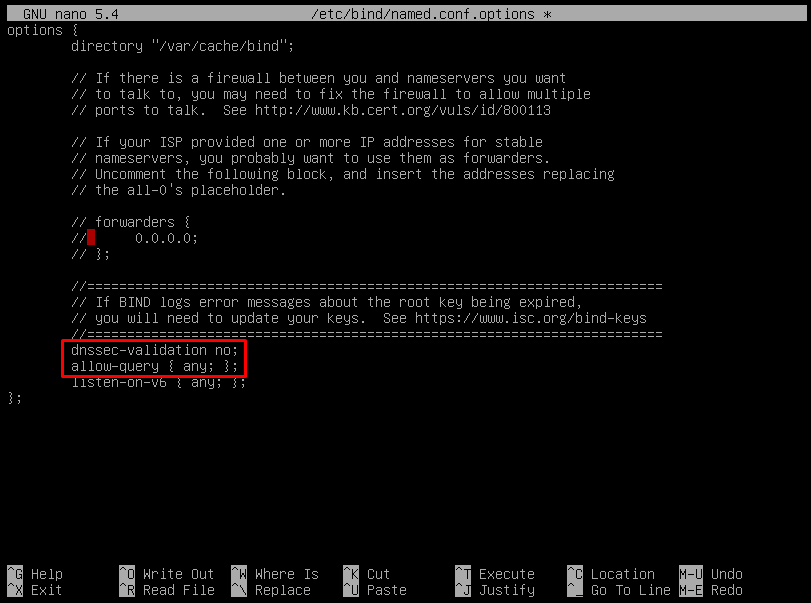 GNU nano 5.4 /etc/bind/named.conf.options *
options {
directory "/var/cache/bind";
// If there is a firewall between you and nameservers you want
// to talk to, you may need to fix the firewall to allow multiple
// ports to talk.  See http://www.kb.cert.org/vuls/id/800113
// If your ISP provided one or more IP addresses for stable
// nameservers, you probably want to use them as forwarders.
// Uncomment the following block, and insert the addresses replacing
// the all-0's placeholder.
// forwarders {
//      0.0.0.0;
// };
//========================================================================
// If BIND logs error messages about the root key being expired,
// you will need to update your keys.  See https://www.isc.org/bind-keys
//========================================================================
dnssec-validation no;
allow-query { any; };
listen-on-v6 { any; };
};
^G Help ^O Write Out ^W Where Is ^K Cut ^T Execute ^C Location M-U Undo
^X Exit ^R Read File ^\ Replace ^U Paste ^J Justify ^_ Go To Line M-E Redo